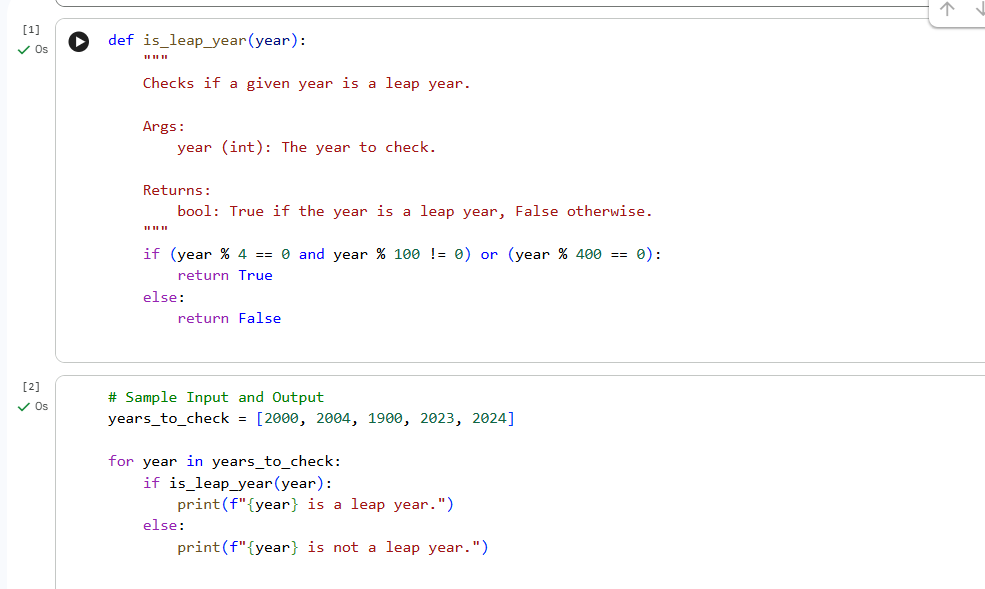 [1]
0s
def is_leap_year(year):
    """
    Checks if a given year is a leap year.

    Args:
        year (int): The year to check.

    Returns:
        bool: True if the year is a leap year, False otherwise.
    """
    if (year % 4 == 0 and year % 100 != 0) or (year % 400 == 0):
        return True
    else:
        return False
[2]
0s
# Sample Input and Output
years_to_check = [2000, 2004, 1900, 2023, 2024]

for year in years_to_check:
    if is_leap_year(year):
        print(f"{year} is a leap year.")
    else:
        print(f"{year} is not a leap year.")